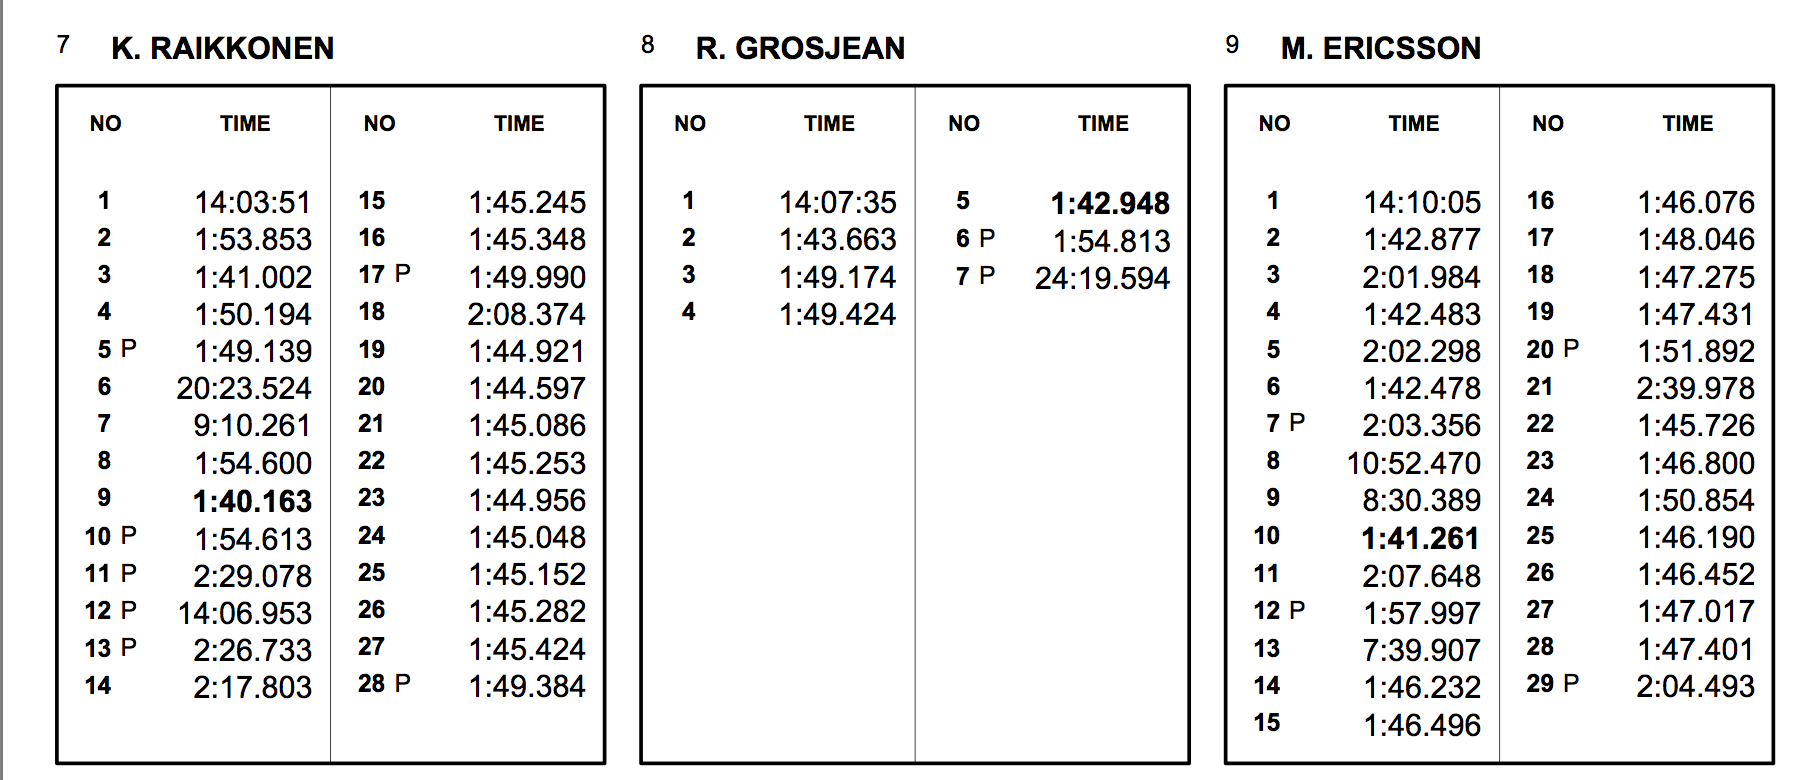 7 K. RAIKKONEN
NO TIME NO TIME
1 14:03:51 15 1:45.245
2 1:53.853 16 1:45.348
3 1:41.002 17 P 1:49.990
4 1:50.194 18 2:08.374
5 P 1:49.139 19 1:44.921
6 20:23.524 20 1:44.597
7 9:10.261 21 1:45.086
8 1:54.600 22 1:45.253
9 1:40.163 23 1:44.956
10 P 1:54.613 24 1:45.048
11 P 2:29.078 25 1:45.152
12 P 14:06.953 26 1:45.282
13 P 2:26.733 27 1:45.424
14 2:17.803 28 P 1:49.384
8 R. GROSJEAN
NO TIME NO TIME
1 14:07:35 5 1:42.948
2 1:43.663 6 P 1:54.813
3 1:49.174 7 P 24:19.594
4 1:49.424
9 M. ERICSSON
NO TIME NO TIME
1 14:10:05 16 1:46.076
2 1:42.877 17 1:48.046
3 2:01.984 18 1:47.275
4 1:42.483 19 1:47.431
5 2:02.298 20 P 1:51.892
6 1:42.478 21 2:39.978
7 P 2:03.356 22 1:45.726
8 10:52.470 23 1:46.800
9 8:30.389 24 1:50.854
10 1:41.261 25 1:46.190
11 2:07.648 26 1:46.452
12 P 1:57.997 27 1:47.017
13 7:39.907 28 1:47.401
14 1:46.232 29 P 2:04.493
15 1:46.496